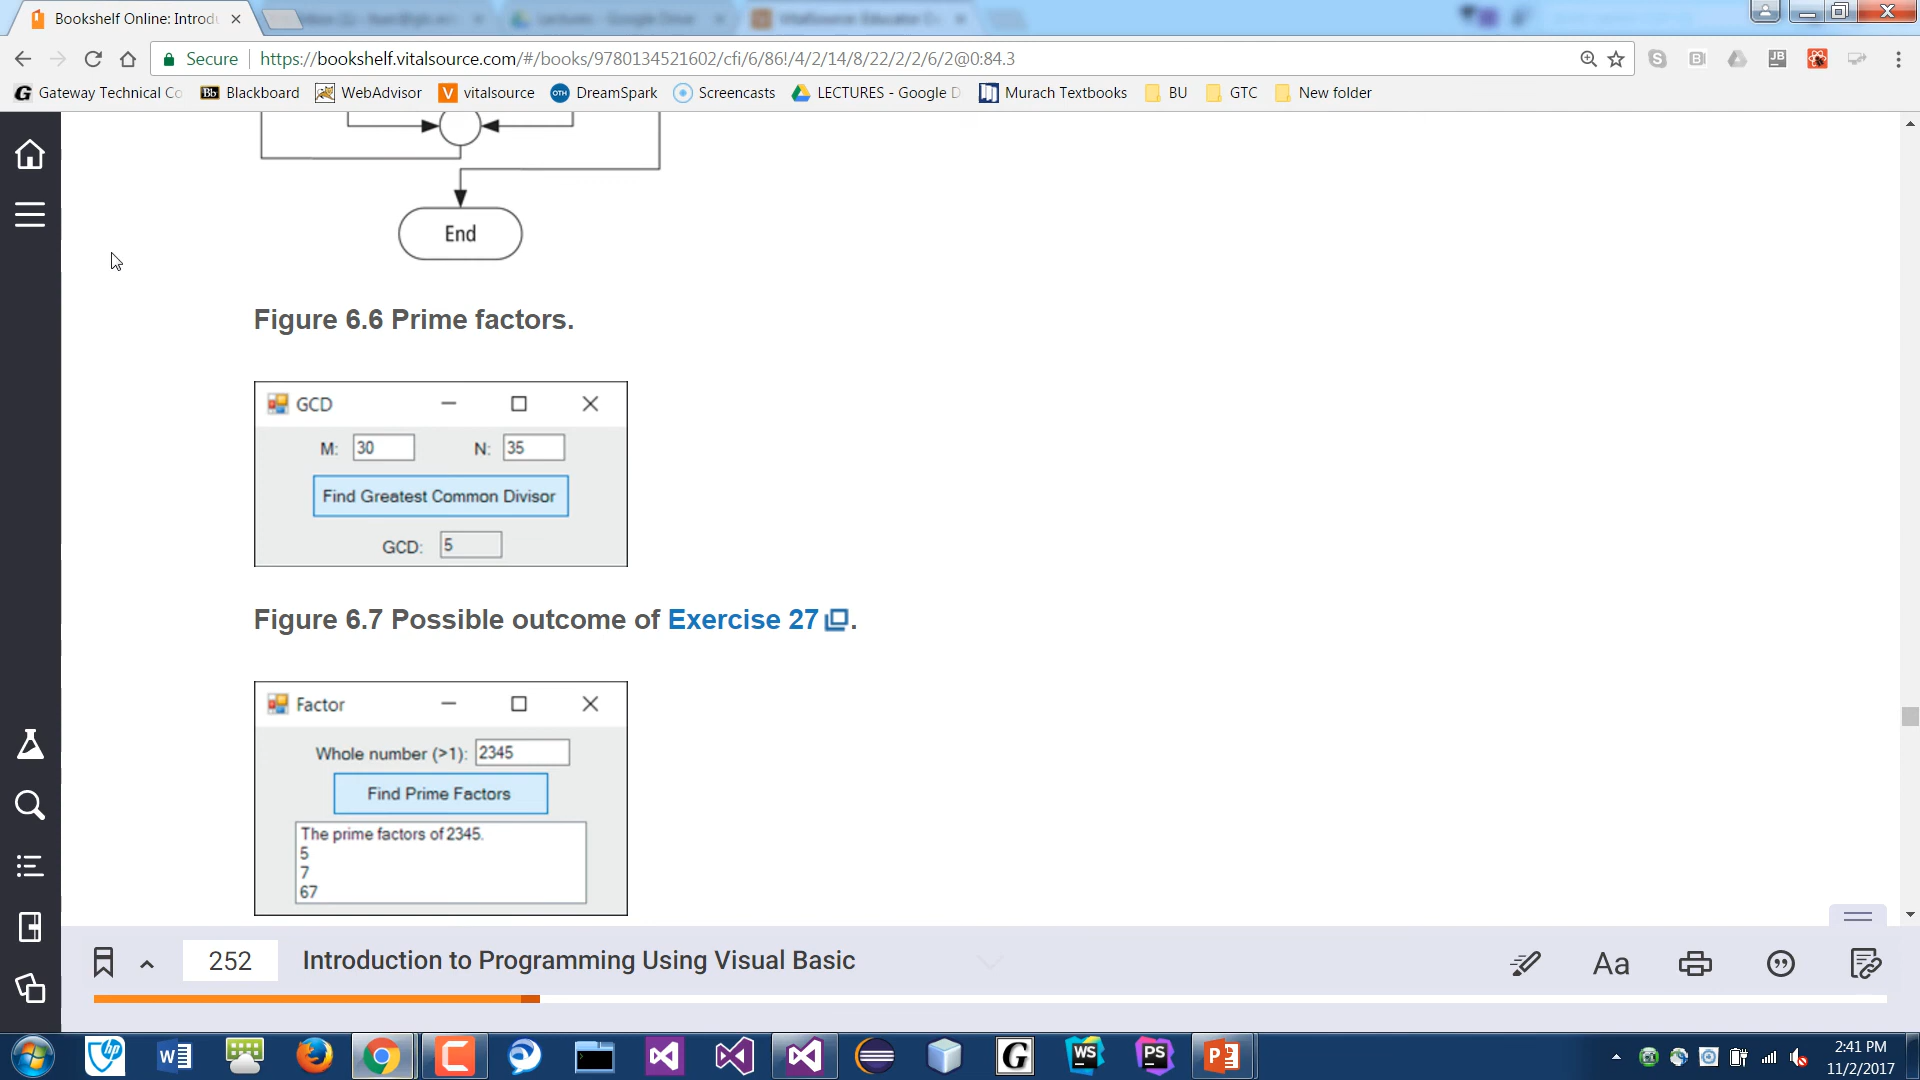 Bookshelf Online: Introdu
Secure
https://bookshelf.vitalsource.com/#/books/9780134521602/cfi/6/86!/4/2/14/8/22/2/2/6/2@0:84.3
Gateway Technical Co
Blackboard
WebAdvisor
vitalsource
DreamSpark
Screencasts
LECTURES - Google D
Murach Textbooks
BU
GTC
New folder
End
Figure 6.6 Prime factors.
GCD
M: 30 N: 35
Find Greatest Common Divisor
GCD: 5
Figure 6.7 Possible outcome of Exercise 27.
Factor
Whole number (>1): 2345
Find Prime Factors
The prime factors of 2345.
5
7
67
252
Introduction to Programming Using Visual Basic
Aa
2:41 PM
11/2/2017